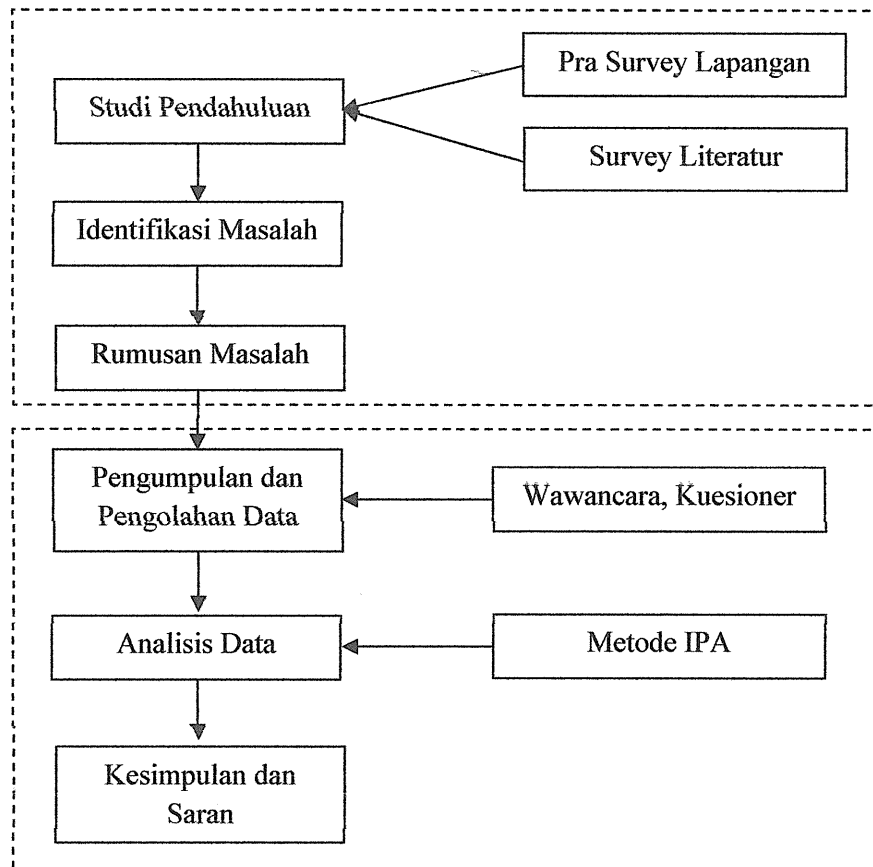 Pra Survey Lapangan
Studi Pendahuluan
Survey Literatur
Identifikasi Masalah
Rumusan Masalah
Pengumpulan dan
Pengolahan Data
Wawancara, Kuesioner
Analisis Data
Metode IPA
Kesimpulan dan
Saran